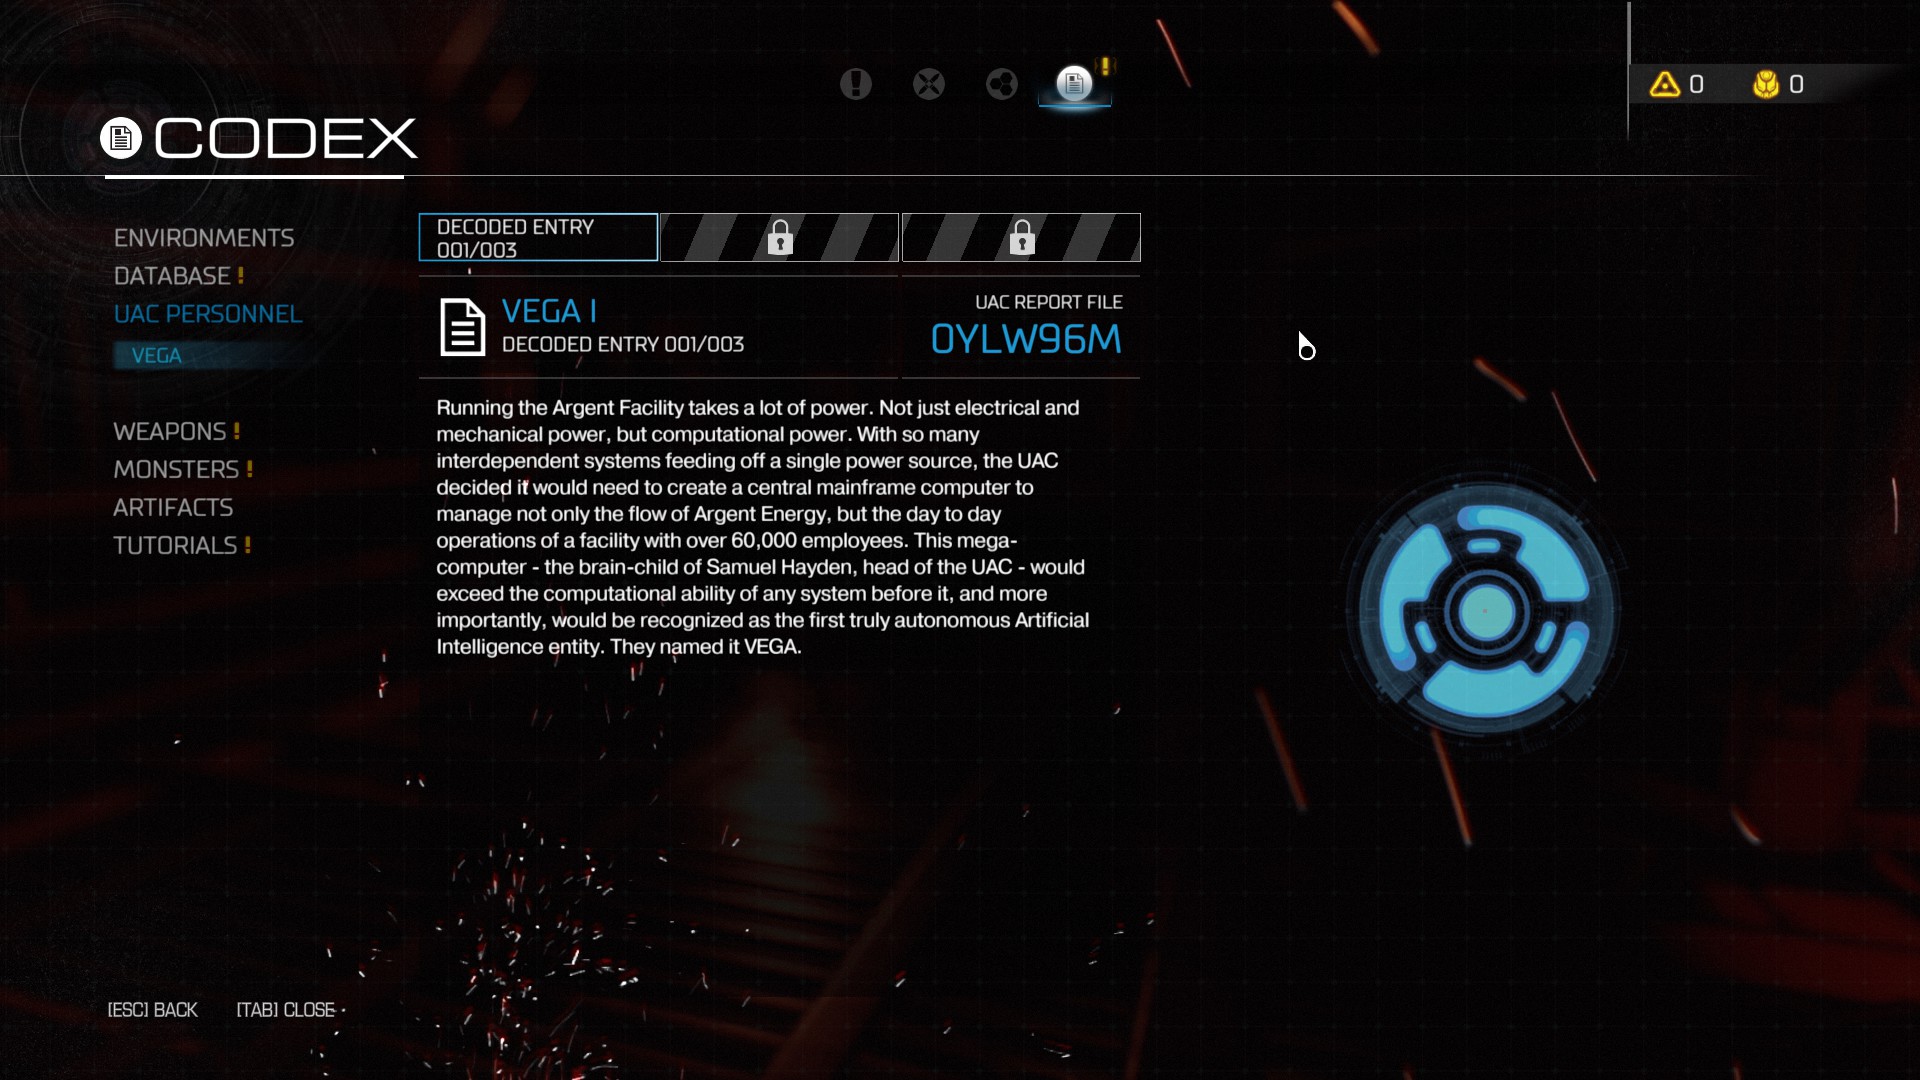 0 0
CODEX
ENVIRONMENTS
DATABASE !
UAC PERSONNEL
VEGA
WEAPONS !
MONSTERS !
ARTIFACTS
TUTORIALS !
DECODED ENTRY
001/003
VEGA I
DECODED ENTRY 001/003
UAC REPORT FILE
0YLW96M
Running the Argent Facility takes a lot of power. Not just electrical and
mechanical power, but computational power. With so many
interdependent systems feeding off a single power source, the UAC
decided it would need to create a central mainframe computer to
manage not only the flow of Argent Energy, but the day to day
operations of a facility with over 60,000 employees. This mega-
computer - the brain-child of Samuel Hayden, head of the UAC - would
exceed the computational ability of any system before it, and more
importantly, would be recognized as the first truly autonomous Artificial
Intelligence entity. They named it VEGA.
[ESC] BACK [TAB] CLOSE